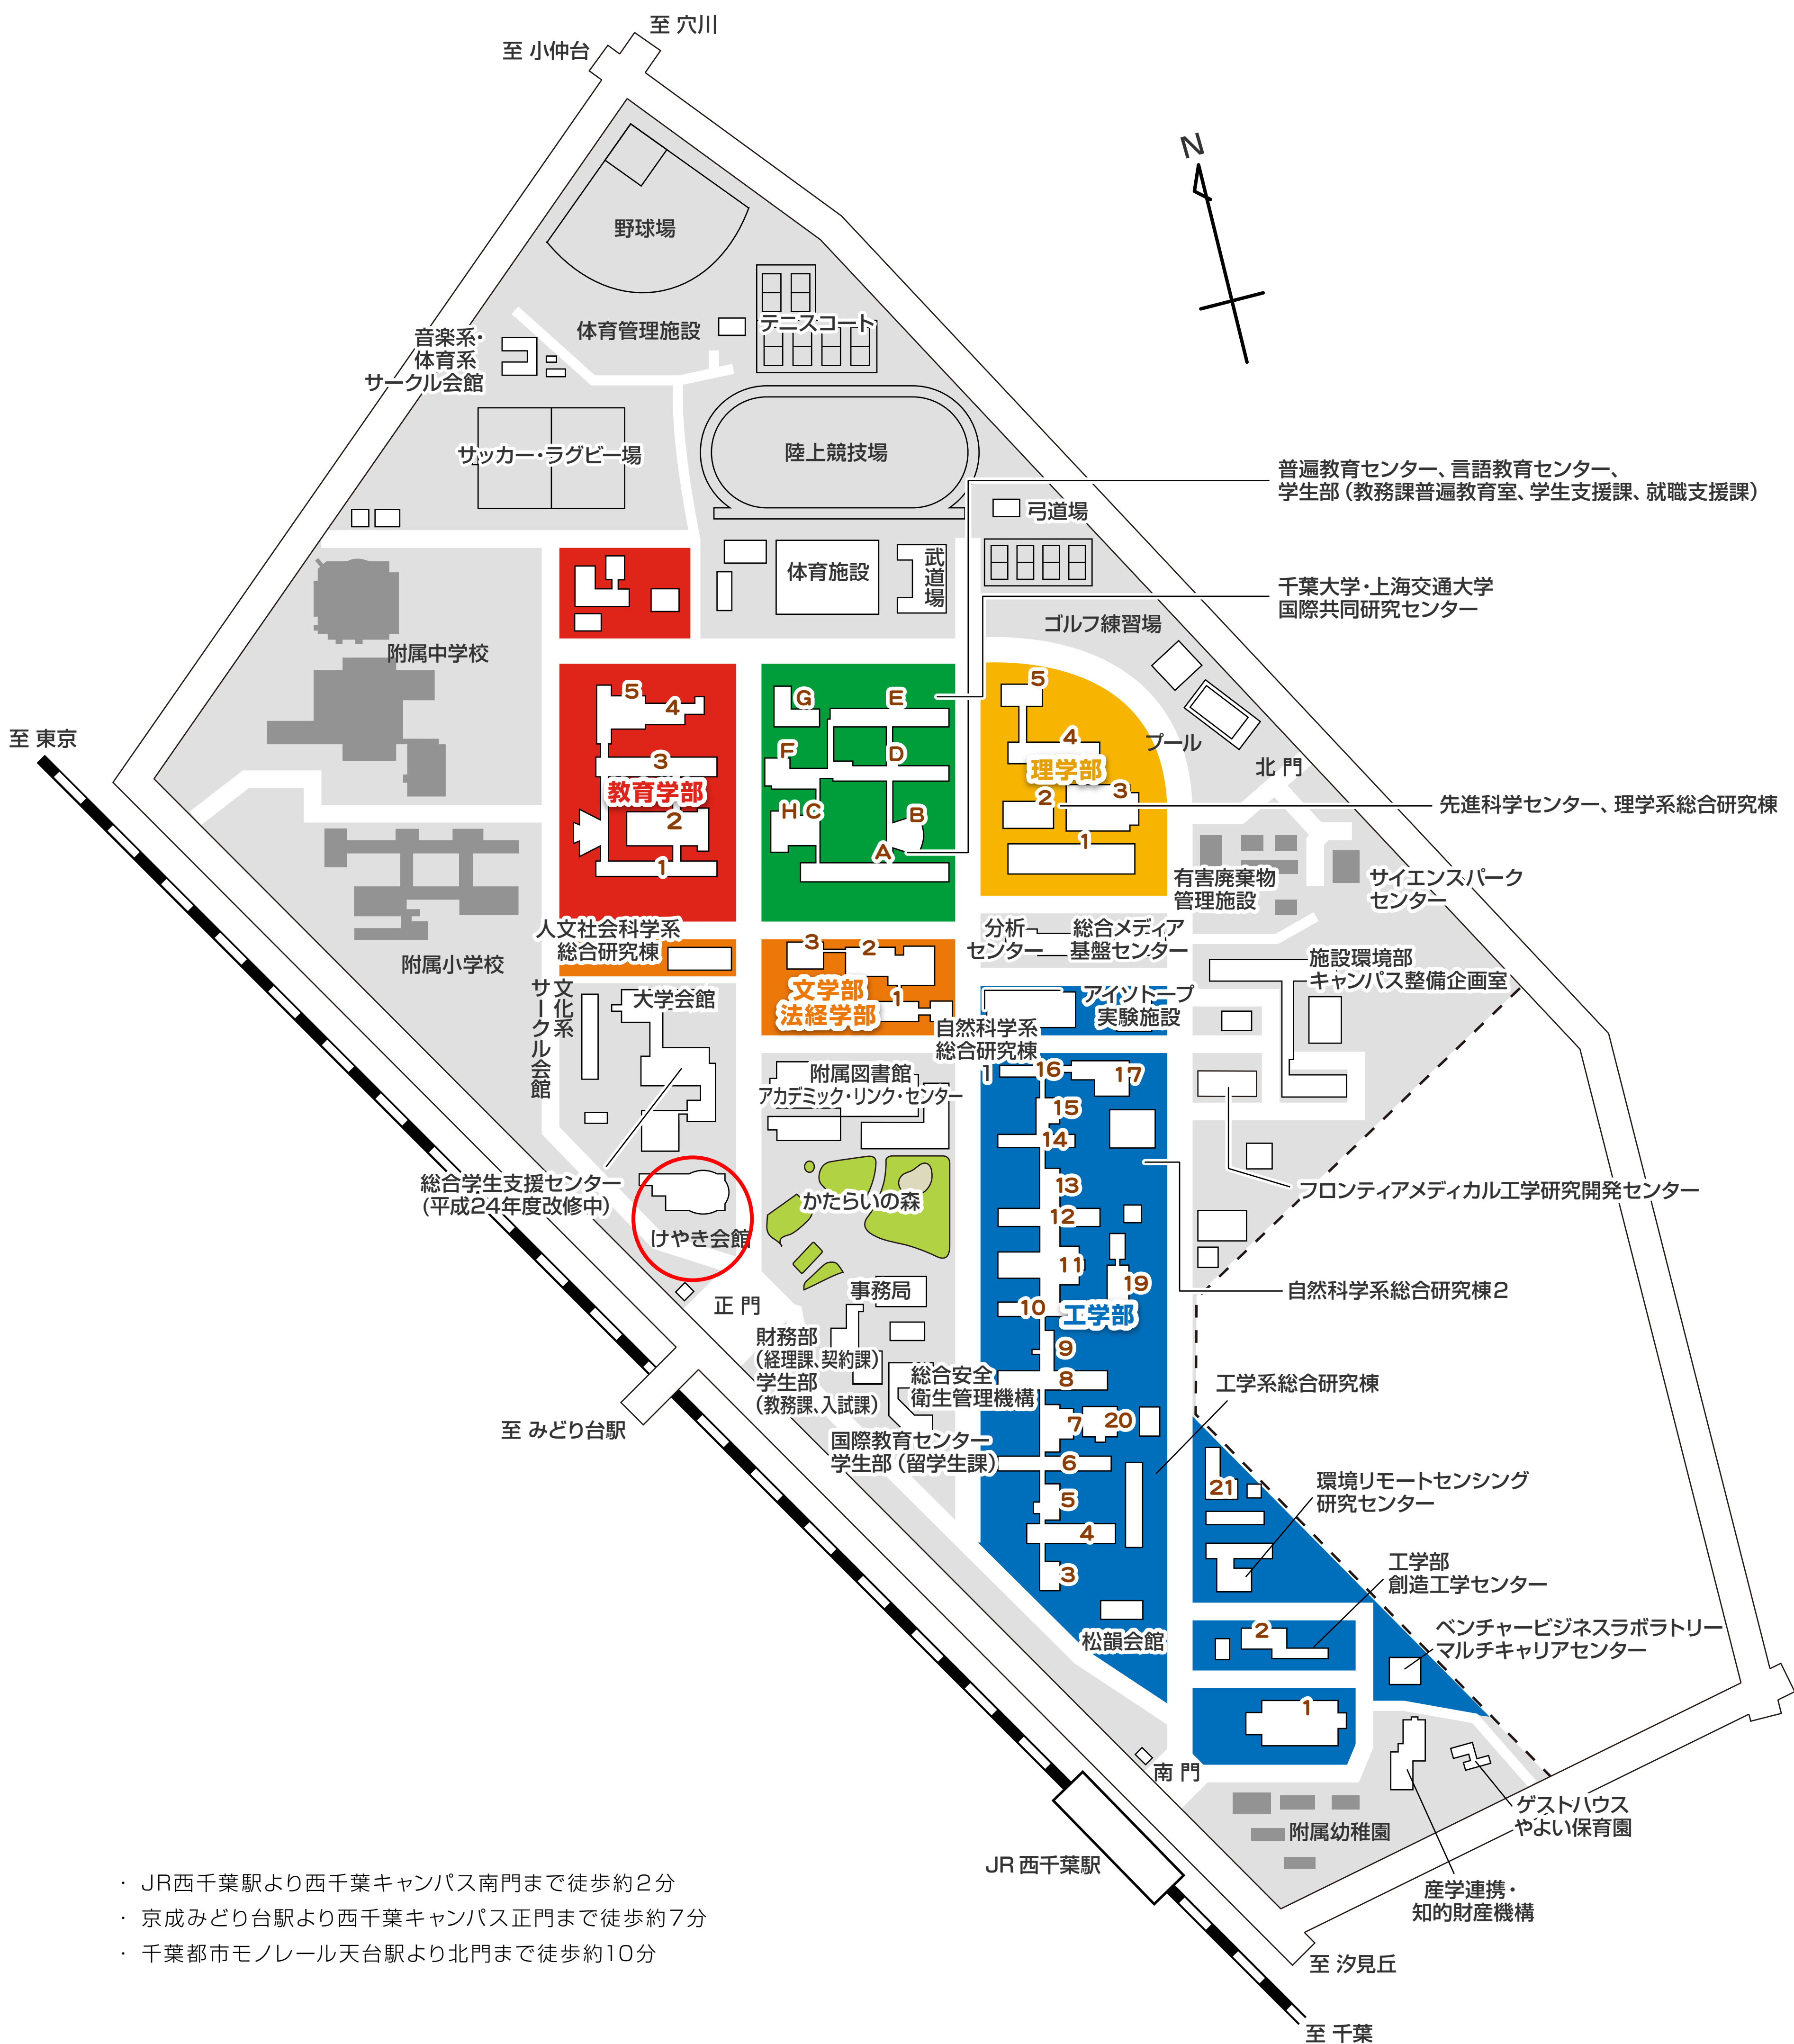 至 穴川
至 小仲台
N
野球場
体育管理施設
テニスコート
音楽系・
体育系
サークル会館
サッカー・ラグビー場
陸上競技場
普遍教育センター、言語教育センター、
学生部（教務課普遍教育室、学生支援課、就職支援課）
弓道場
体育施設
武道場
千葉大学・上海交通大学
国際共同研究センター
ゴルフ練習場
附属中学校
至 東京
5
4
3
教育学部
2
1
G
E
F
D
H
C
B
A
5
4
理学部
2
3
1
プール
北 門
先進科学センター、理学系総合研究棟
有害廃棄物
管理施設
サイエンスパーク
センター
人文社会科学系
総合研究棟
附属小学校
3
2
文学部
1
法経学部
分析
センター
総合メディア
基盤センター
施設環境部
キャンパス整備企画室
文化系
サークル会館
大学会館
アイソトープ
実験施設
自然科学系
総合研究棟
1
附属図書館
アカデミック・リンク・センター
16
17
15
14
13
12
11
19
10
工学部
9
8
7
20
6
5
4
3
総合学生支援センター
(平成24年度改修中)
かたらいの森
けやき会館
フロンティアメディカル工学研究開発センター
自然科学系総合研究棟2
正 門
事務局
財務部
（経理課、契約課）
学生部
（教務課、入試課）
総合安全
衛生管理機構
国際教育センター
学生部（留学生課）
至 みどり台駅
工学系総合研究棟
21
環境リモートセンシング
研究センター
工学部
創造工学センター
2
ベンチャービジネスラボラトリー
マルチキャリアセンター
松韻会館
1
南 門
附属幼稚園
ゲストハウス
やよい保育園
JR 西千葉駅
産学連携・
知的財産機構
至 汐見丘
至 千葉
・ JR西千葉駅より西千葉キャンパス南門まで徒歩約2分
・ 京成みどり台駅より西千葉キャンパス正門まで徒歩約7分
・ 千葉都市モノレール天台駅より北門まで徒歩約10分